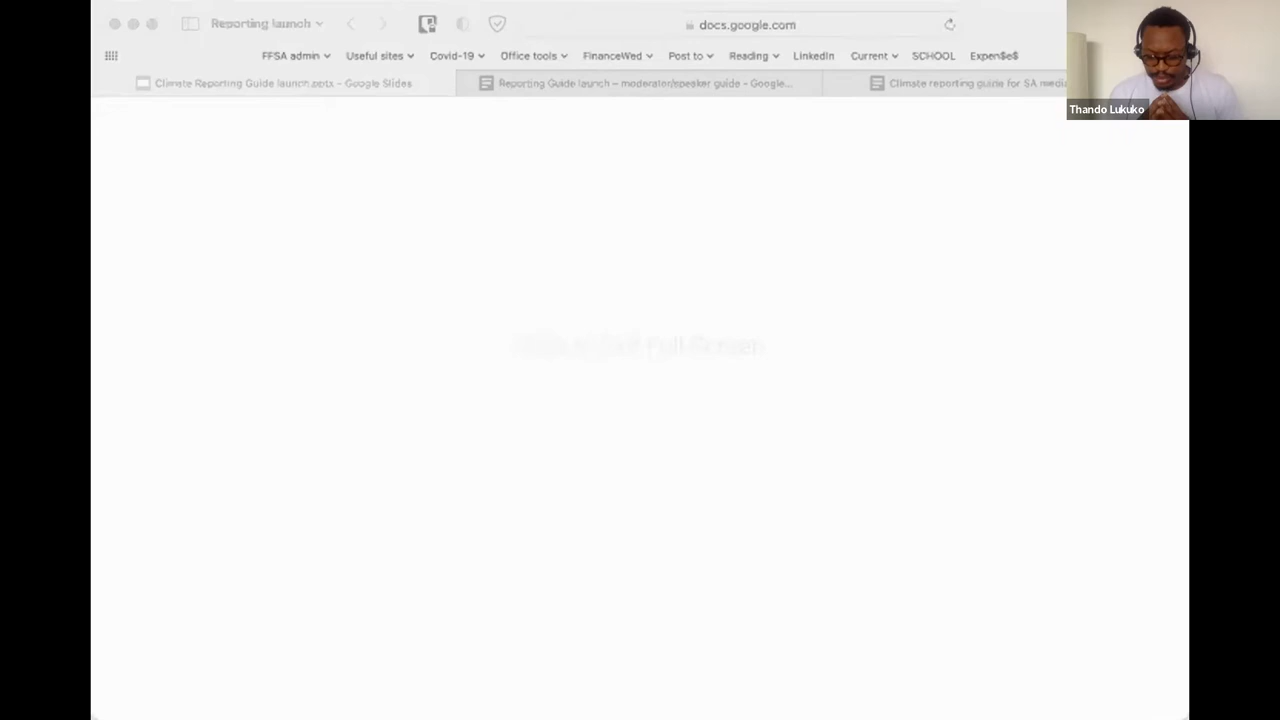 Reporting launch
docs.google.com
FFSA admin
Useful sites
Covid-19
Office tools
FinanceWed
Post to
Reading
LinkedIn
Current
SCHOOL
Expen$e$
Climate Reporting Guide launch.pptx – Google Slides
Reporting Guide launch – moderator/speaker guide - Google...
Climate reporting guide for SA media
Thando Lukuko
Full Screen